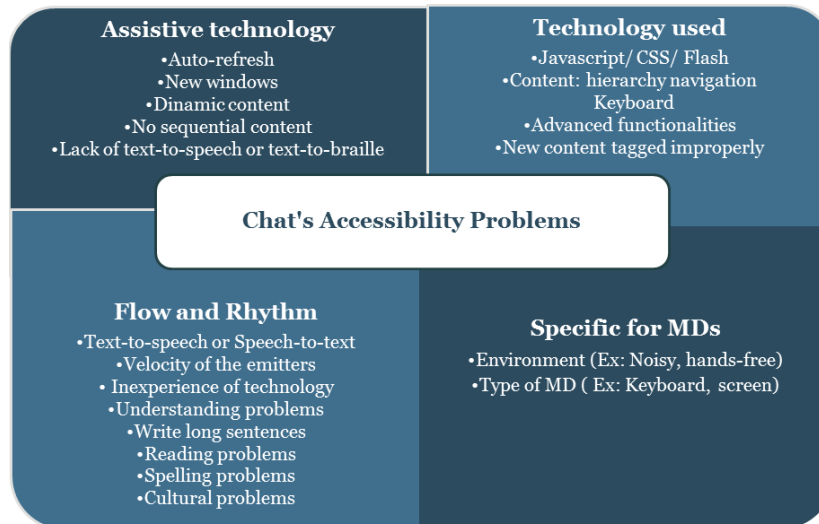 Assistive technology
•Auto-refresh
•New windows
•Dinamic content
•No sequential content
•Lack of text-to-speech or text-to-braille
Technology used
•Javascript/ CSS/ Flash
•Content: hierarchy navigation
Keyboard
•Advanced functionalities
•New content tagged improperly
Chat's Accessibility Problems
Flow and Rhythm
•Text-to-speech or Speech-to-text
•Velocity of the emitters
• Inexperience of technology
•Understanding problems
•Write long sentences
•Reading problems
•Spelling problems
•Cultural problems
Specific for MDs
•Environment (Ex: Noisy, hands-free)
•Type of MD ( Ex: Keyboard, screen)